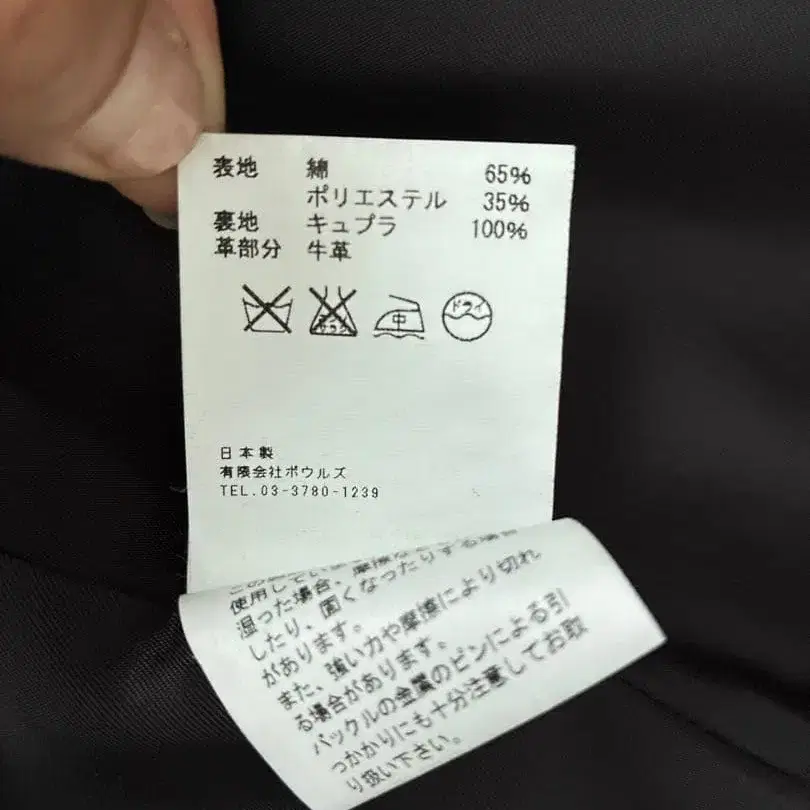 表地 綿 65%
ポリエステル 35%
裏地 キュプラ 100%
革部分 牛革
中
ドライ
日本製
有限会社ボウルズ
TEL.03-3780-1239
湿った場合、摩擦
したり、固くなったりする場合
があります。
また、強い力や摩擦により切れ
る場合があります。
バックルの金属のピンによる引
っかかりにも十分注意してお取
り扱い下さい。